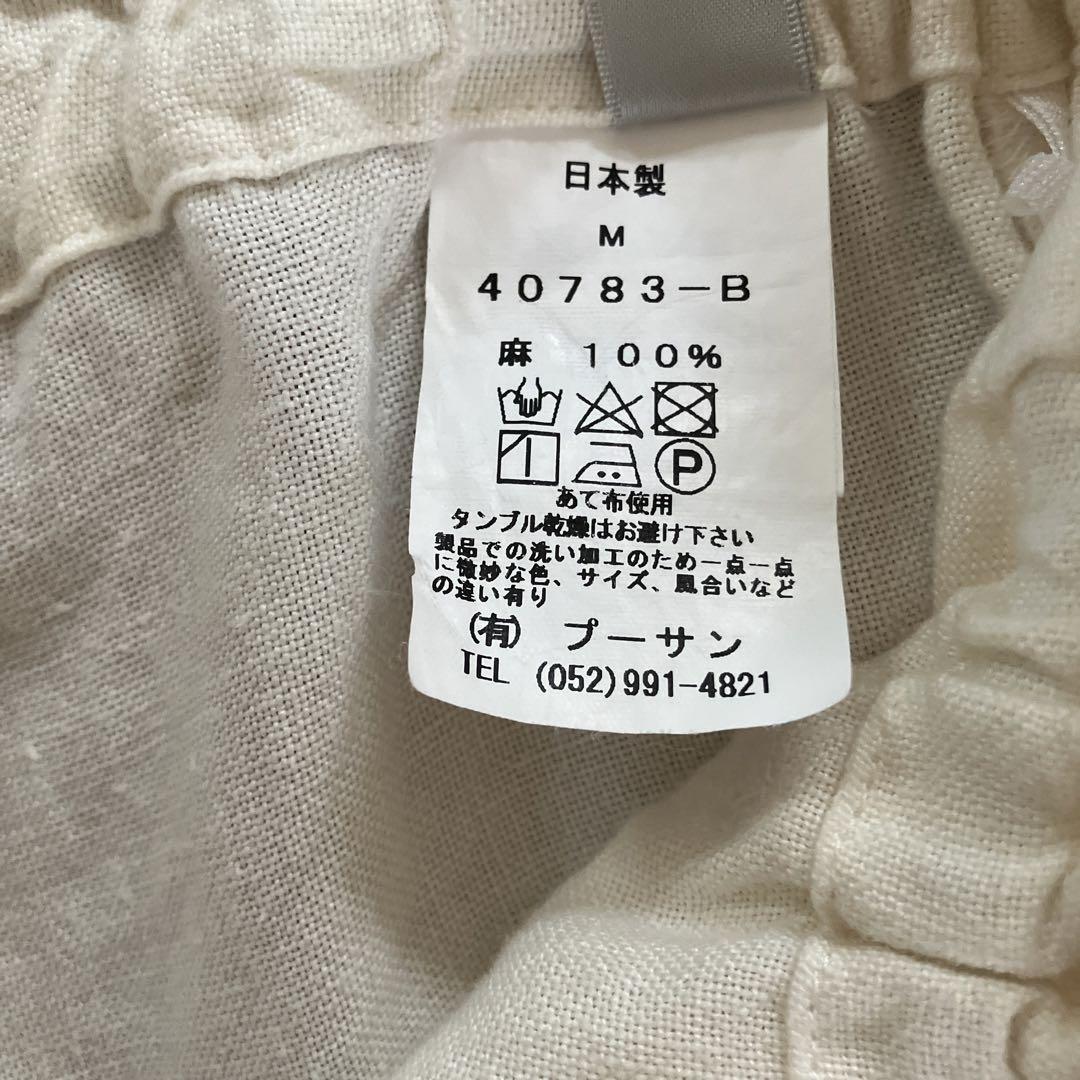 日本製
M
40783-B
麻 100%
P
あて布使用
タンブル乾燥はお避け下さい
製品での洗い加工のため一点一点
に微妙な色、サイズ、風合いなど
の違い有り
(有) プーサン
TEL (052)991-4821